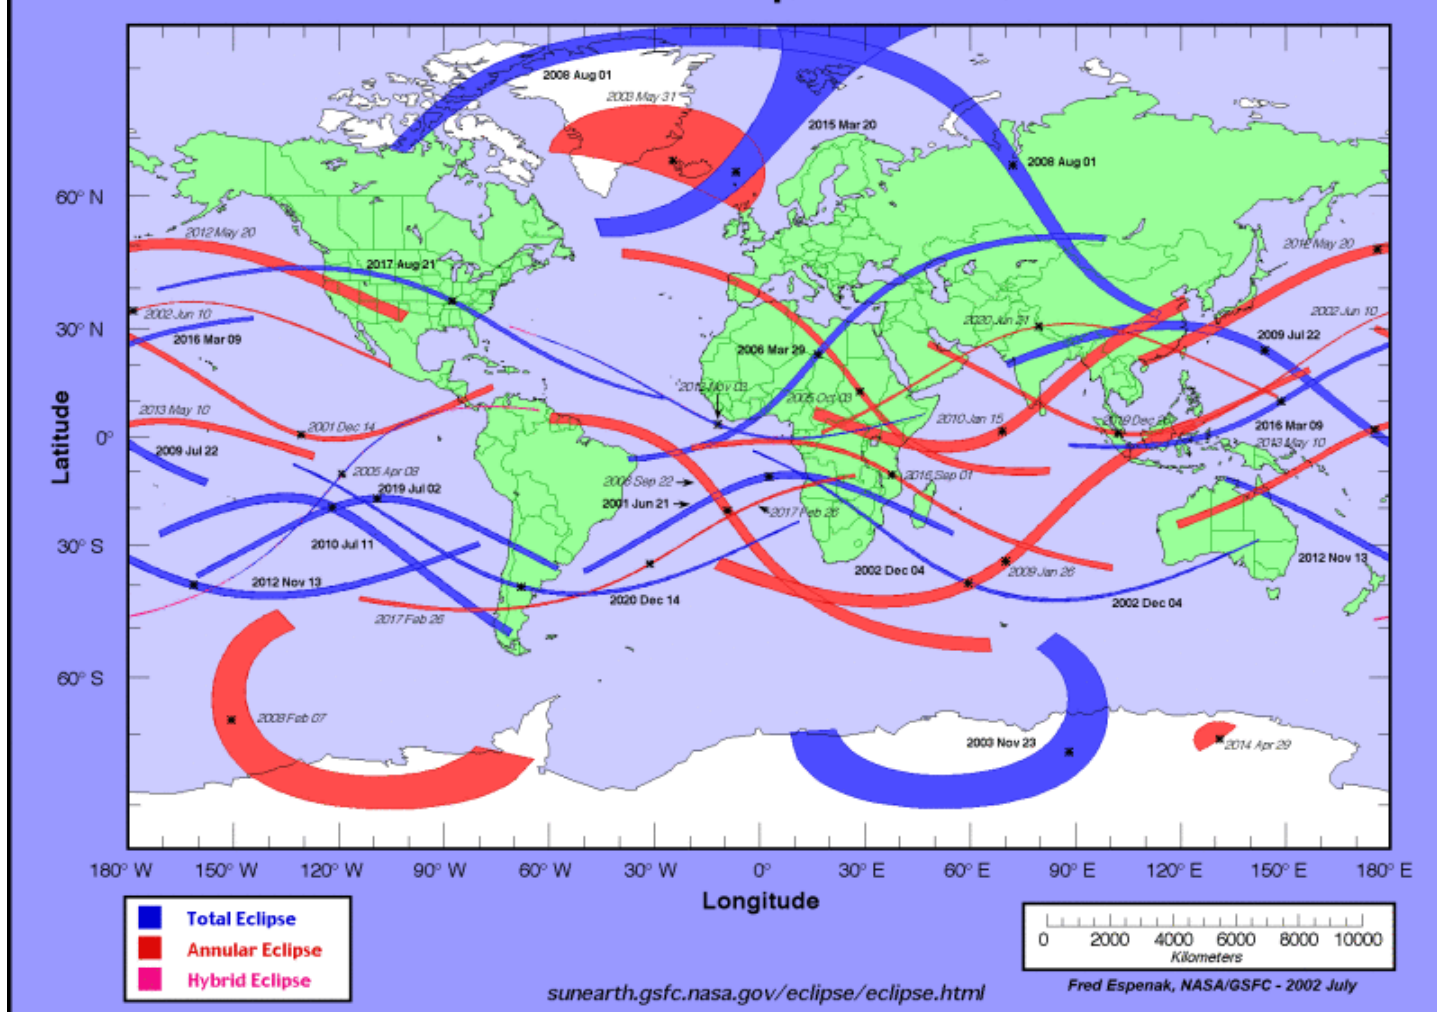 2008 Aug 01
2003 May 31
2015 Mar 20
2008 Aug 01
60° N
2012 May 20
2012 May 20
2017 Aug 21
2002 Jun 10
2002 Jun 10
2020 Jun 21
30° N
2016 Mar 09
2009 Jul 22
2006 Mar 29
2013 Nov 03
2005 Oct 03
2013 May 10
2010 Jan 15
2019 Dec 26
2016 Mar 09
2001 Dec 14
0°
2013 May 10
2009 Jul 22
2005 Apr 08
2006 Sep 22
2016 Sep 01
2019 Jul 02
2001 Jun 21
2017 Feb 26
30° S
2010 Jul 11
2012 Nov 13
2002 Dec 04
2009 Jan 26
2012 Nov 13
2020 Dec 14
2002 Dec 04
2017 Feb 26
60° S
2008 Feb 07
2003 Nov 23
2014 Apr 29
Latitude
180° W
150° W
120° W
90° W
60° W
30° W
0°
30° E
60° E
90° E
120° E
150° E
180° E
Longitude
Total Eclipse
Annular Eclipse
Hybrid Eclipse
0 2000 4000 6000 8000 10000
Kilometers
Fred Espenak, NASA/GSFC - 2002 July
sunearth.gsfc.nasa.gov/eclipse/eclipse.html